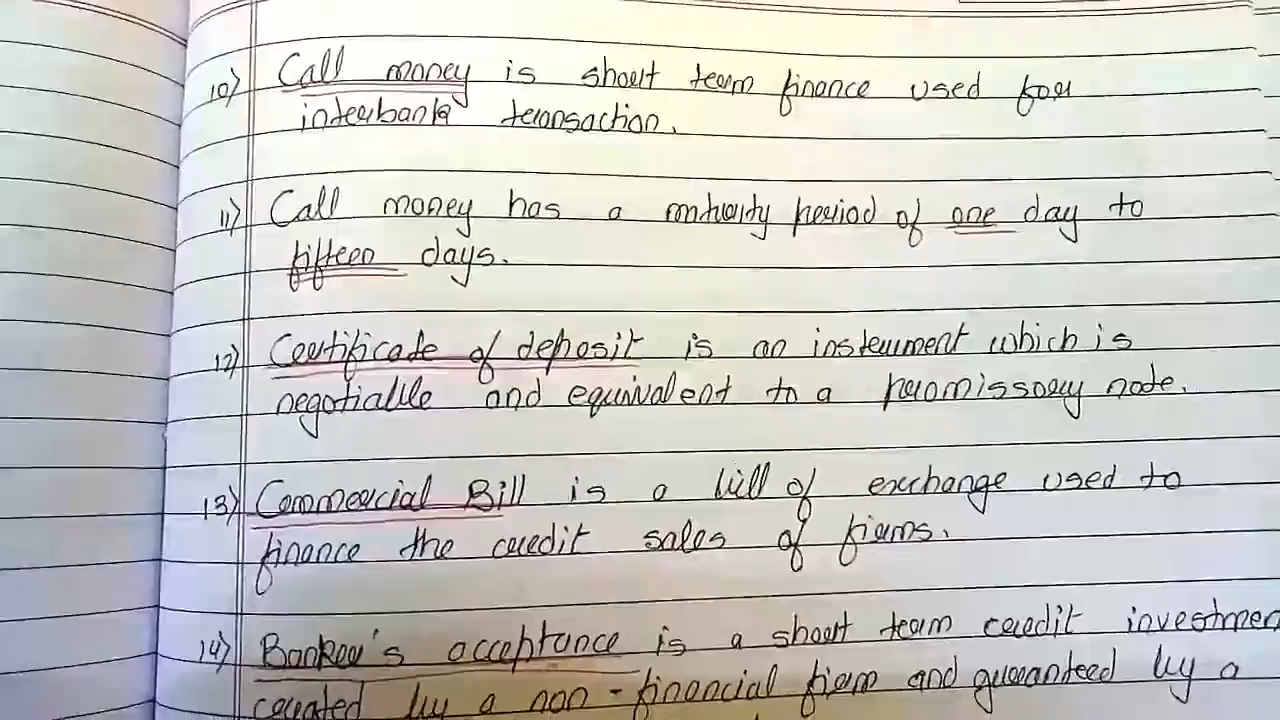 10) Call money is short term finance used for
interbank transaction.
11) Call money has a maturity period of one day to
fifteen days.
12) Certificate of deposit is an instrument which is
negotiable and equivalent to a promissory note.
13) Commercial Bill is a bill of exchange used to
finance the credit sales of firms.
14) Banker's acceptance is a short term credit investmen
created by a non-financial firm and guaranteed by a